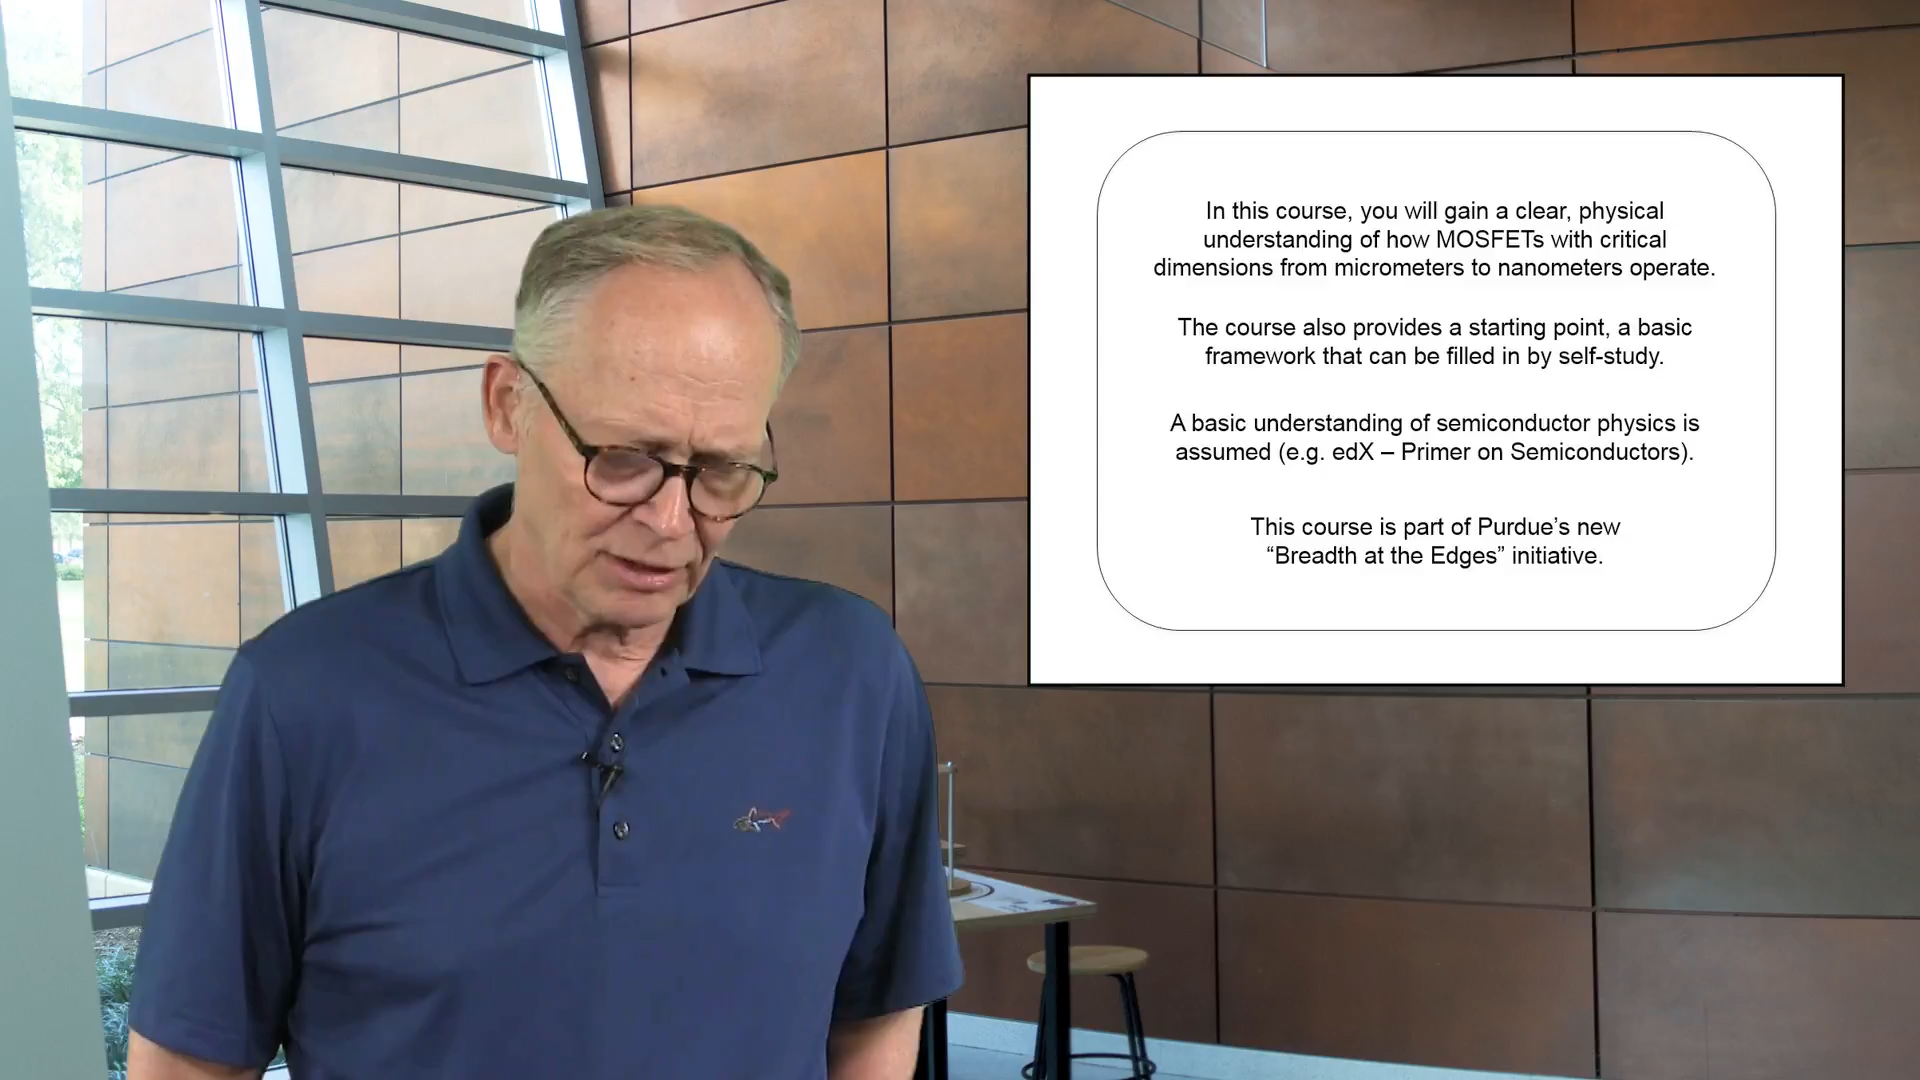 In this course, you will gain a clear, physical
understanding of how MOSFETs with critical
dimensions from micrometers to nanometers operate.
The course also provides a starting point, a basic
framework that can be filled in by self-study.
A basic understanding of semiconductor physics is
assumed (e.g. edX – Primer on Semiconductors).
This course is part of Purdue’s new
“Breadth at the Edges” initiative.